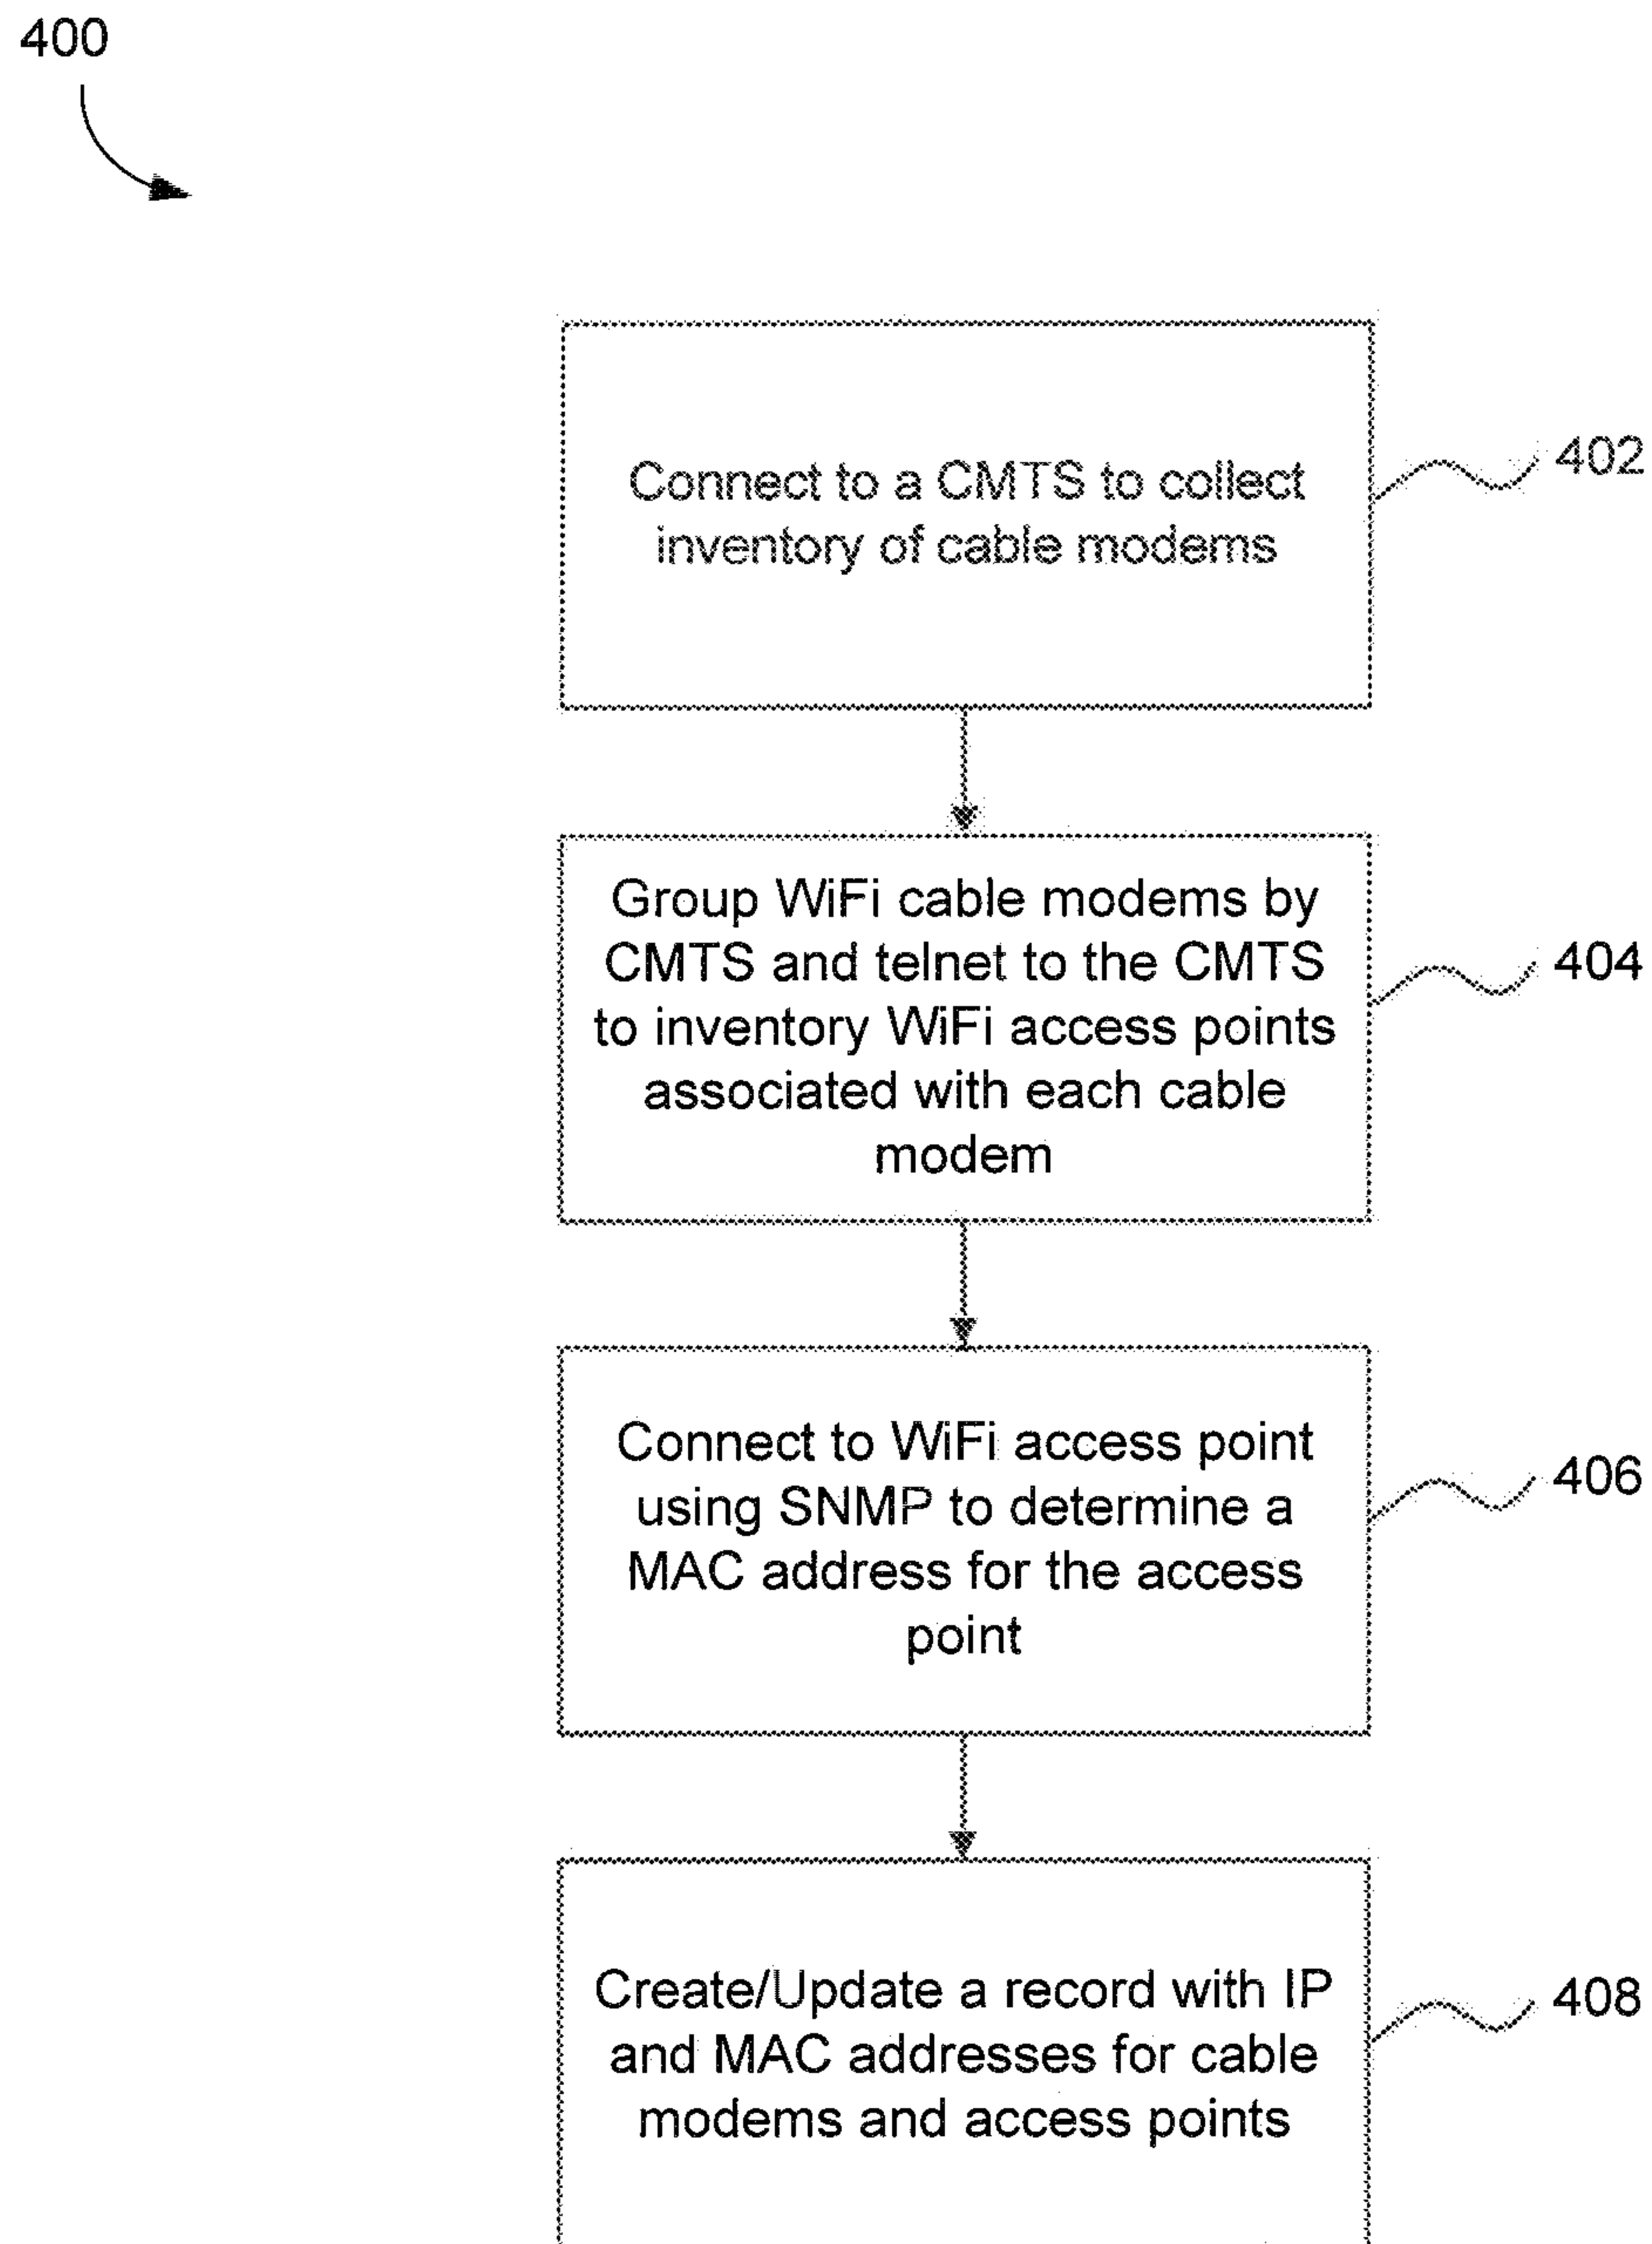 400
Connect to a CMTS to collect
inventory of cable modems
402
Group WiFi cable modems by
CMTS and telnet to the CMTS
to inventory WiFi access points
associated with each cable
modem
404
Connect to WiFi access point
using SNMP to determine a
MAC address for the access
point
406
Create/Update a record with IP
and MAC addresses for cable
modems and access points
408